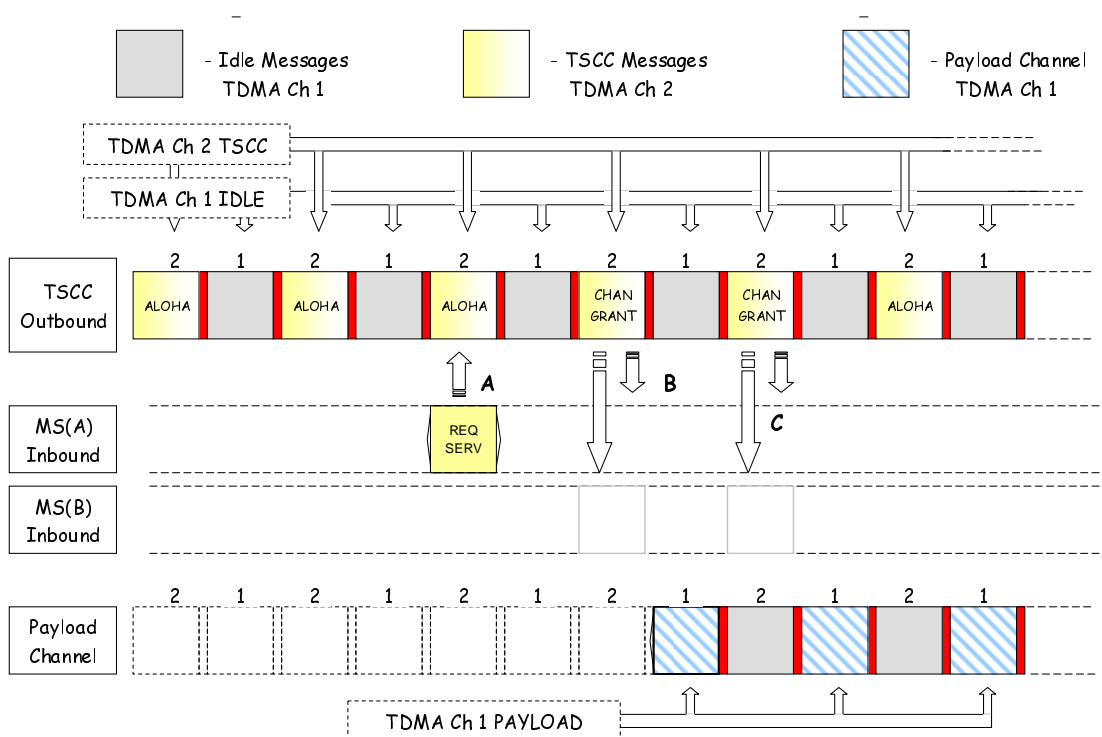 - Idle Messages
TDMA Ch 1
- TSCC Messages
TDMA Ch 2
- Payload Channel
TDMA Ch 1
TDMA Ch 2 TSCC
TDMA Ch 1 IDLE
2 1 2 1 2 1 2 1 2 1 2 1
TSCC
Outbound
ALOHA
ALOHA
ALOHA
CHAN
GRANT
CHAN
GRANT
ALOHA
A
B
C
MS(A)
Inbound
REQ
SERV
MS(B)
Inbound
2 1 2 1 2 1 2 1 2 1 2 1
Payload
Channel
TDMA Ch 1 PAYLOAD